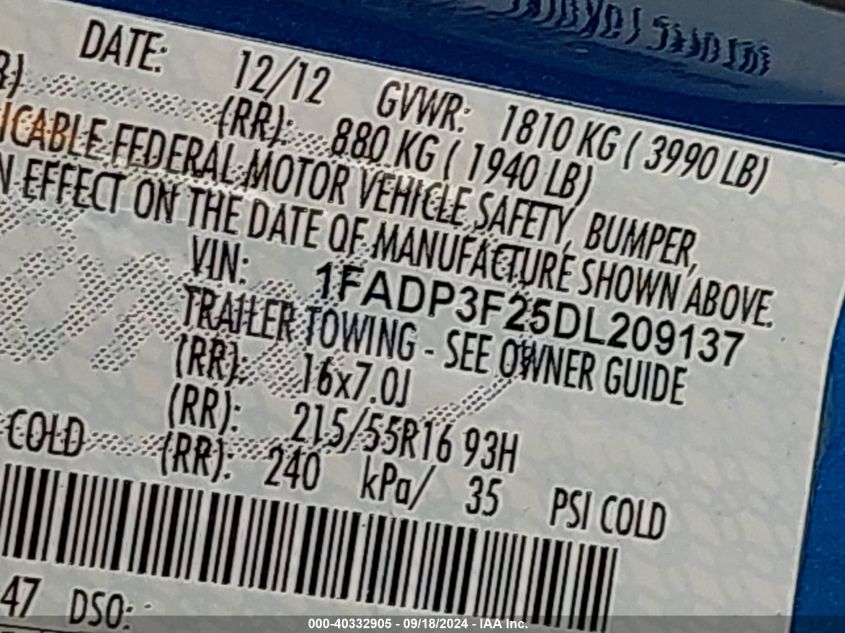 DATE: 12/12 GVWR: 1810 KG ( 3990 LB)
B) (RR): 880 KG ( 1940 LB)
ICABLE FEDERAL MOTOR VEHICLE SAFETY, BUMPER,
N EFFECT ON THE DATE OF MANUFACTURE SHOWN ABOVE.
VIN: 1FADP3F25DL209137
TRAILER TOWING - SEE OWNER GUIDE
(RR): 16x7.0J
(RR): 215/55R16 93H
COLD (RR): 240 kPa/ 35 PSI COLD
47 DSO:
000-40332905 - 09/18/2024 - IAA Inc.